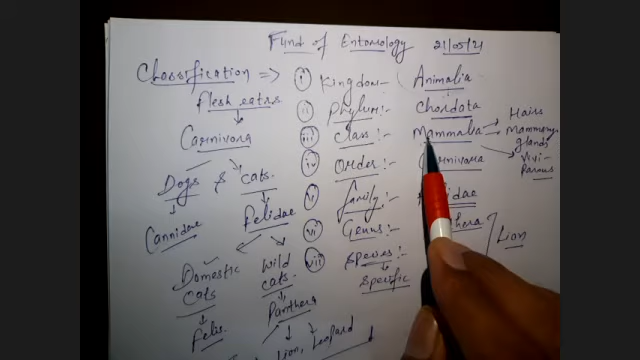 Fund of Entomology 21/05/21
Classification ⇒ i Kingdom:- Animalia
flesh eaters ii Phylum:- Chordata
Carnivora iii Class:- Mammalia → Hairs
→ Mammary glands
→ Vivi-Parous
iv Order:- Carnivora
Dogs & Cats. v family:-
Cannidae Felidae vi Genus:- Lion
vii Species:-
Specific
Domestic Cats Wild Cats.
Felis. Panthera
Lion, Leopard